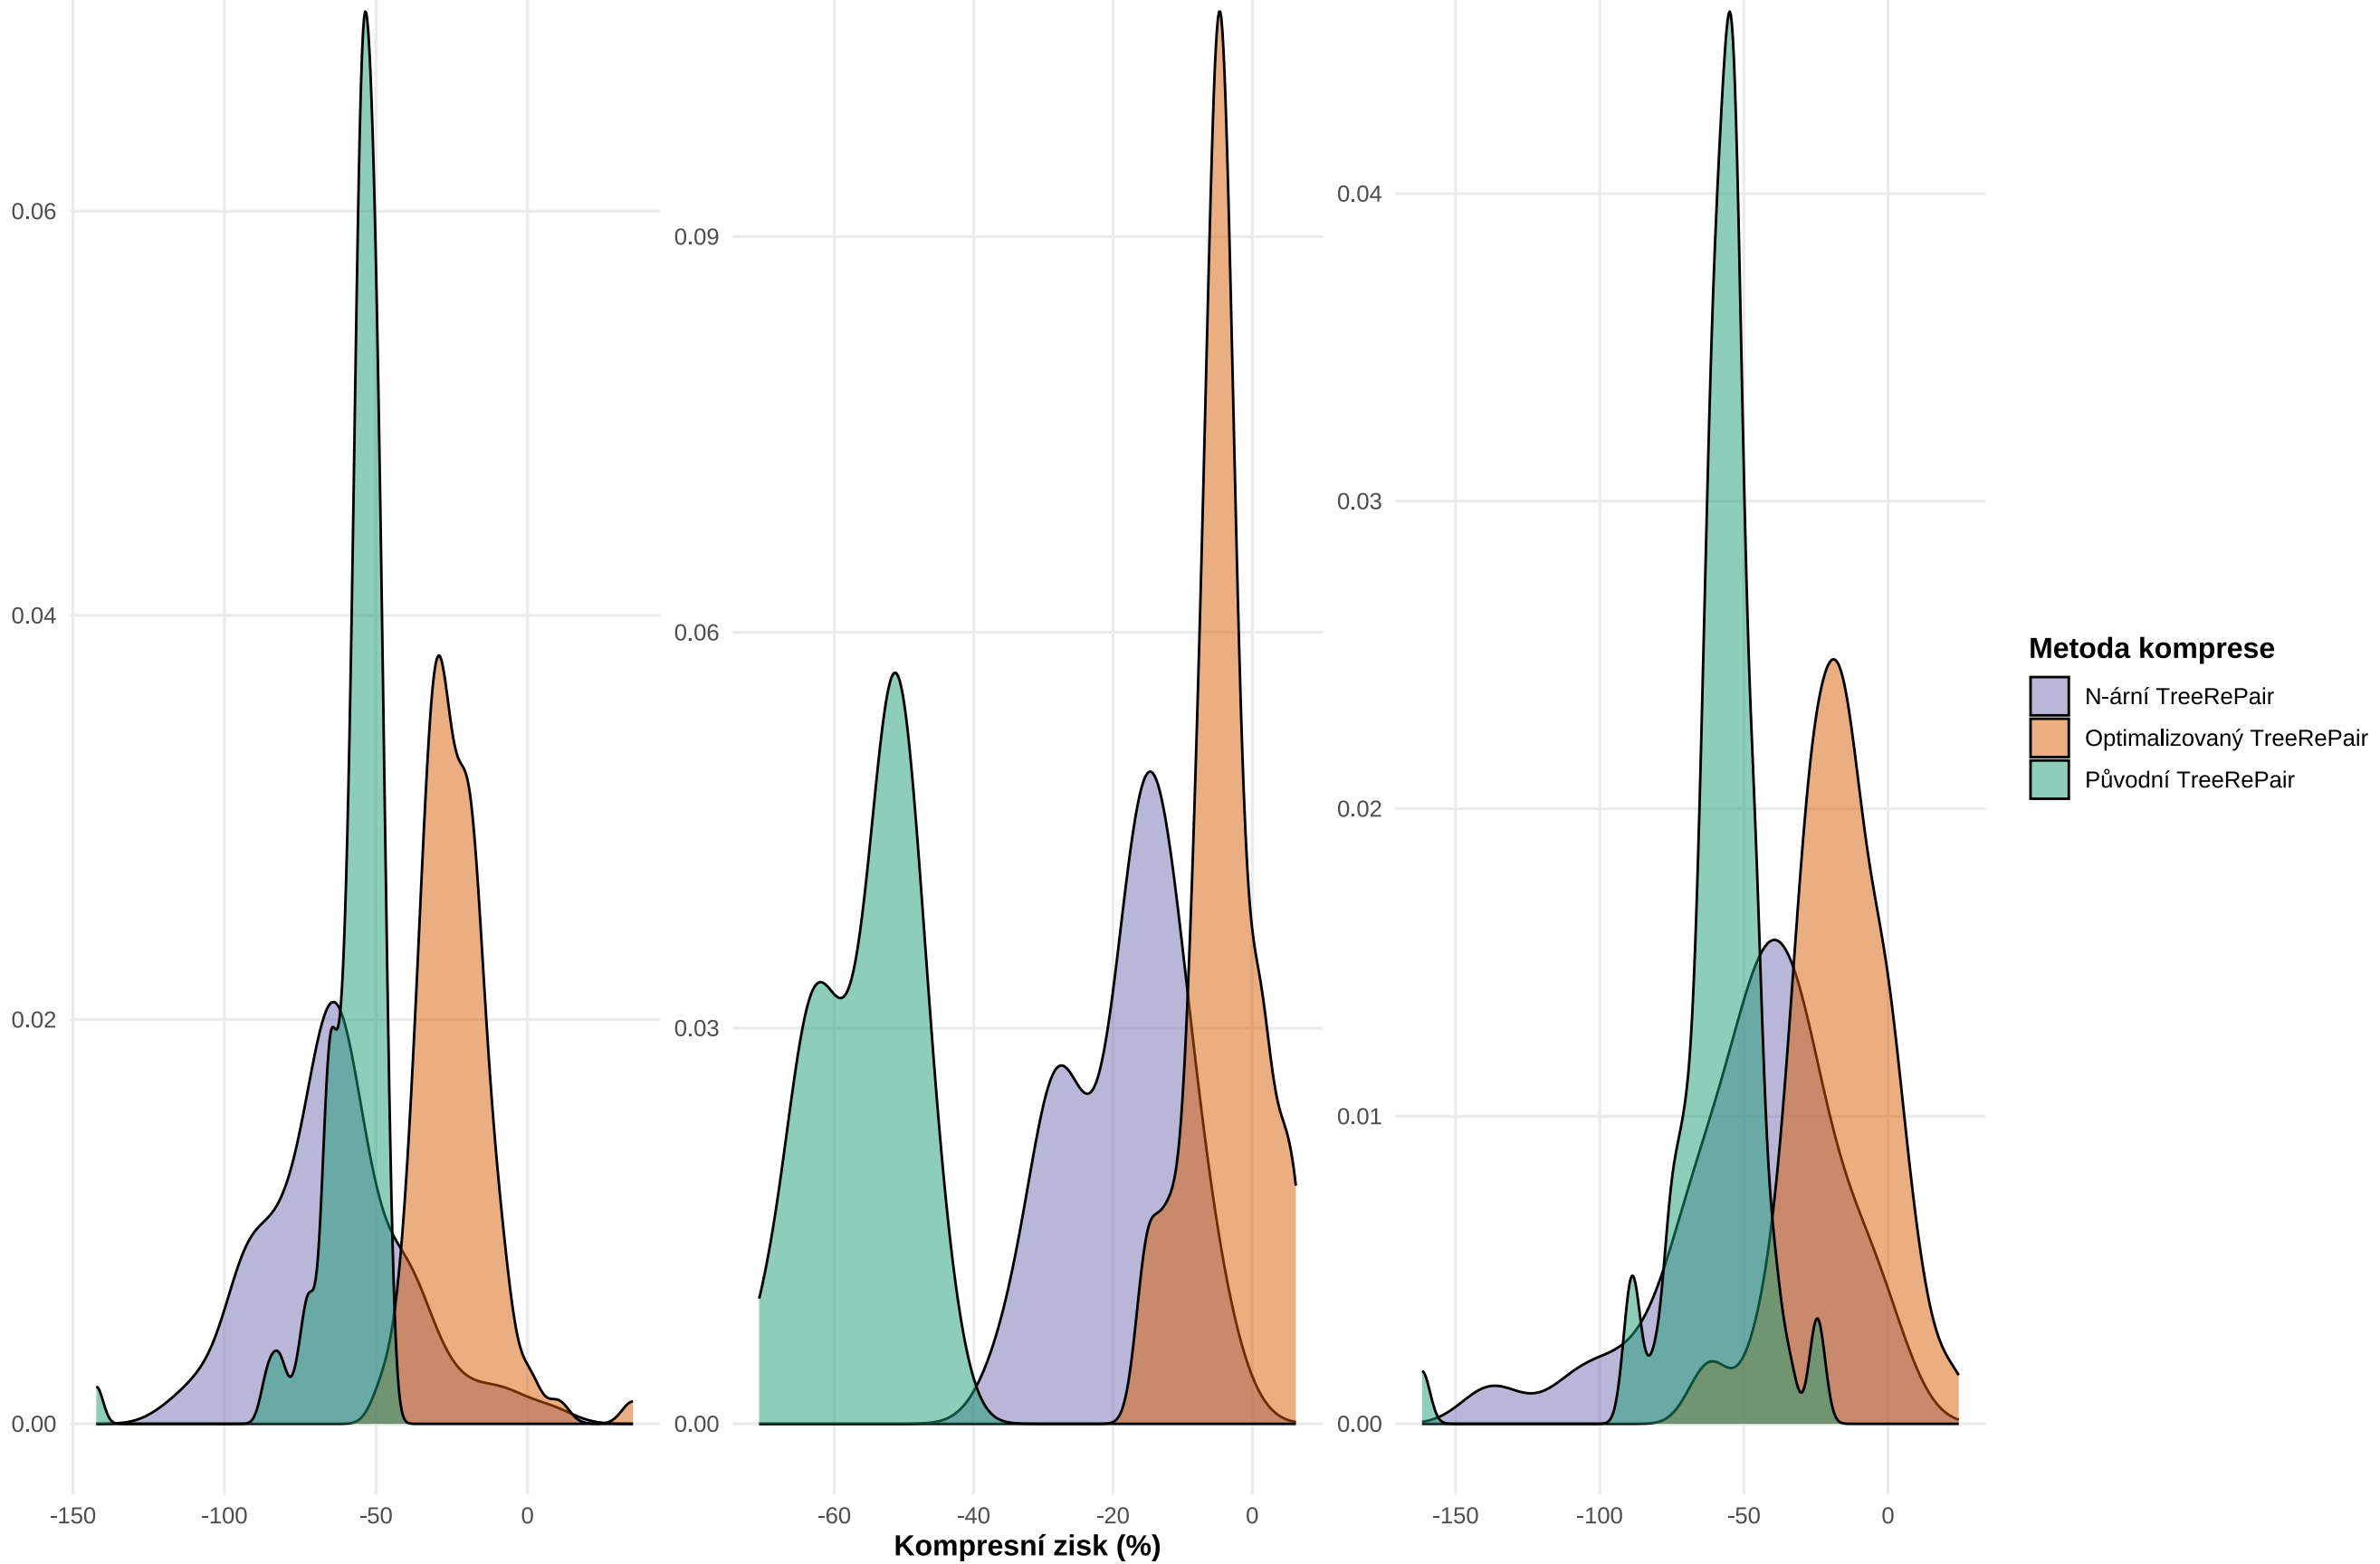 0.06
0.04
0.02
0.00
-150 -100 -50 0
0.09
0.06
0.03
0.00
-60 -40 -20 0
0.04
0.03
0.02
0.01
0.00
-150 -100 -50 0
Kompresní zisk (%)
Metoda komprese
N-ární TreeRePair
Optimalizovaný TreeRePair
Původní TreeRePair